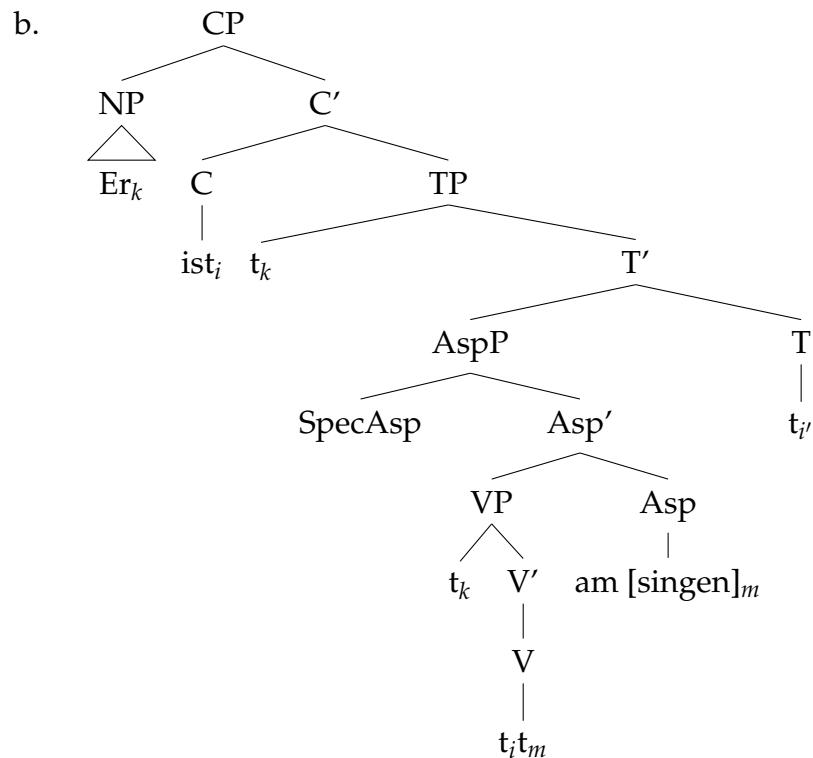 b. CP
NP C’
Er_k C TP
ist_i t_k T’
AspP T
SpecAsp Asp’ t_i′
VP Asp
t_k V’ am [singen]_m
V
t_i t_m